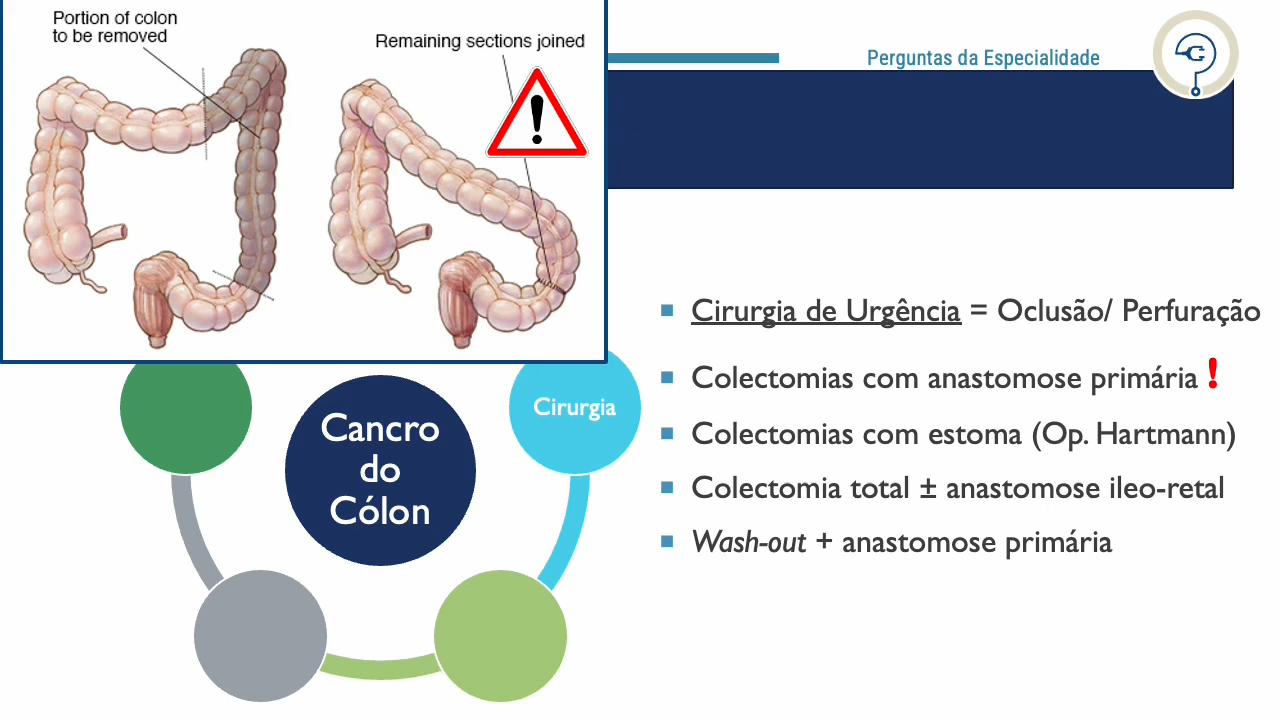 Portion of colon
to be removed
Remaining sections joined
Perguntas da Especialidade
Cirurgia de Urgência = Oclusão/ Perfuração
Colectomias com anastomose primária !
Colectomias com estoma (Op. Hartmann)
Colectomia total ± anastomose ileo-retal
Wash-out + anastomose primária
Cancro
do
Cólon
Cirurgia